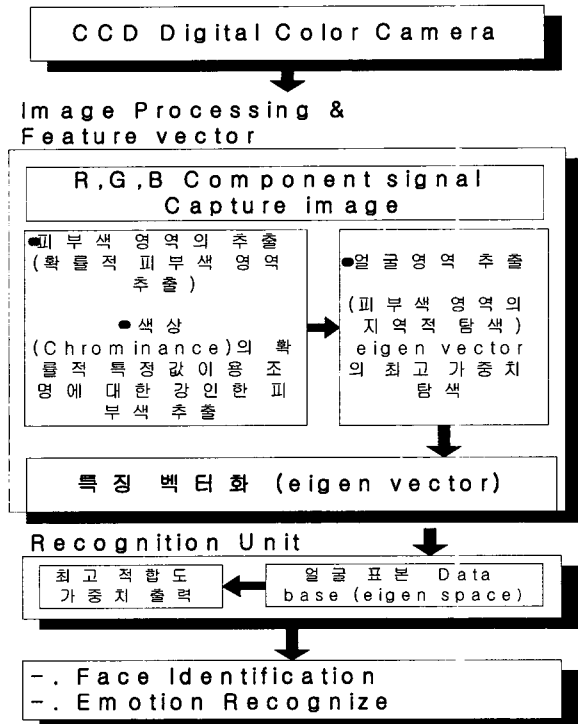 CCD Digital Color Camera
Image Processing &
Feature vector
R,G,B Component signal
Capture image
●피부색 영역의 추출
(확률적 피부색 영역
추출)
●색상
(Chrominance)의 확
률적 특정값이용 조
명에 대한 강인한 피
부색 추출
●얼굴영역 추출
(피부색 영역의
지역적 탐색)
eigen vector
의 최고 가중치
탐색
특징 벡터화 (eigen vector)
Recognition Unit
최고적합도
가중치 출력
얼굴표본 Data
base(eigen space)
-. Face Identification
-. Emotion Recognize